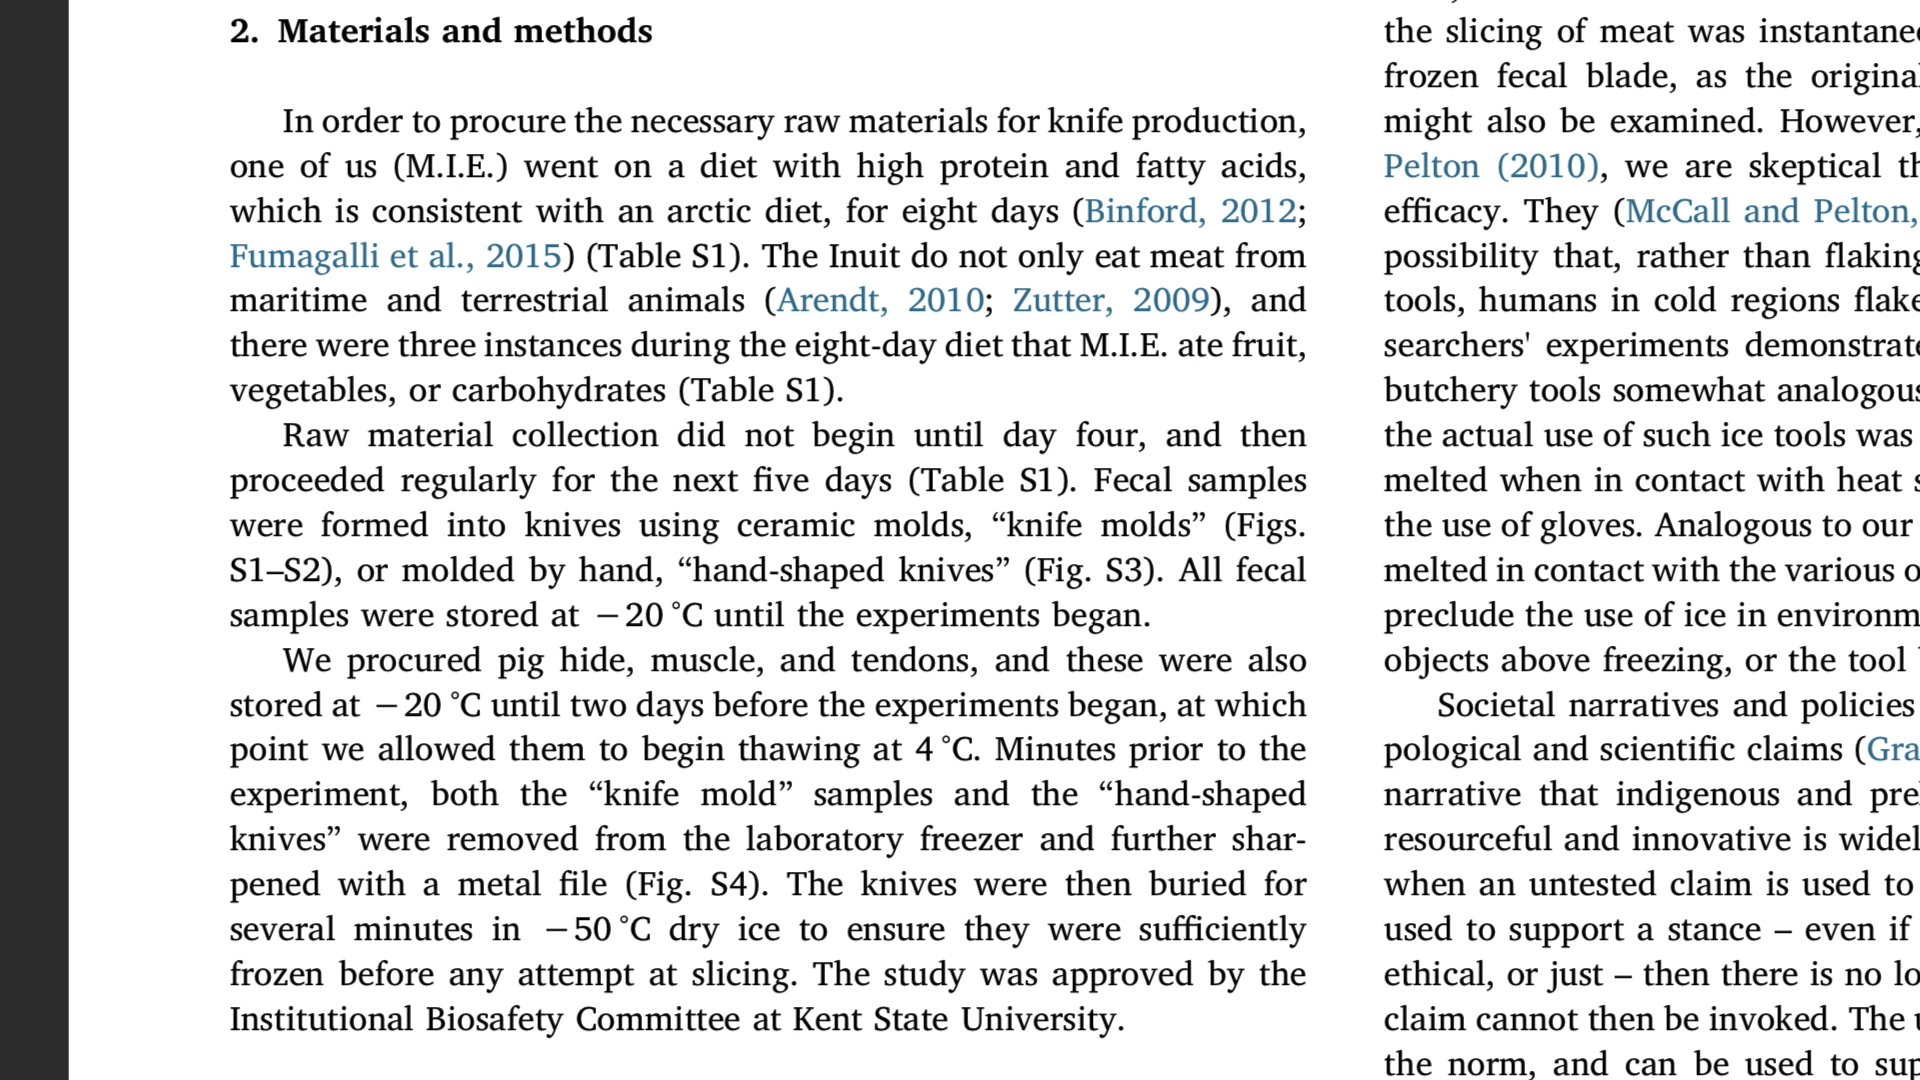 2. Materials and methods
In order to procure the necessary raw materials for knife production,
one of us (M.I.E.) went on a diet with high protein and fatty acids,
which is consistent with an arctic diet, for eight days (Binford, 2012;
Fumagalli et al., 2015) (Table S1). The Inuit do not only eat meat from
maritime and terrestrial animals (Arendt, 2010; Zutter, 2009), and
there were three instances during the eight-day diet that M.I.E. ate fruit,
vegetables, or carbohydrates (Table S1).
Raw material collection did not begin until day four, and then
proceeded regularly for the next five days (Table S1). Fecal samples
were formed into knives using ceramic molds, “knife molds” (Figs.
S1–S2), or molded by hand, “hand-shaped knives” (Fig. S3). All fecal
samples were stored at −20 °C until the experiments began.
We procured pig hide, muscle, and tendons, and these were also
stored at −20 °C until two days before the experiments began, at which
point we allowed them to begin thawing at 4 °C. Minutes prior to the
experiment, both the “knife mold” samples and the “hand-shaped
knives” were removed from the laboratory freezer and further shar-
pened with a metal file (Fig. S4). The knives were then buried for
several minutes in −50 °C dry ice to ensure they were sufficiently
frozen before any attempt at slicing. The study was approved by the
Institutional Biosafety Committee at Kent State University.
the slicing of meat was
frozen fecal blade, as the
might also be examined. However,
Pelton (2010), we are skeptical
efficacy. They (McCall and Pelton,
possibility that, rather than
tools, humans in cold regions
searchers' experiments
butchery tools somewhat
the actual use of such ice tools was
melted when in contact with heat
the use of gloves. Analogous to our
melted in contact with the various
preclude the use of ice in
objects above freezing, or the tool
Societal narratives and policies
pological and scientific claims (
narrative that indigenous and
resourceful and innovative is
when an untested claim is used to
used to support a stance – even if
ethical, or just – then there is no
claim cannot then be invoked. The
the norm, and can be used to